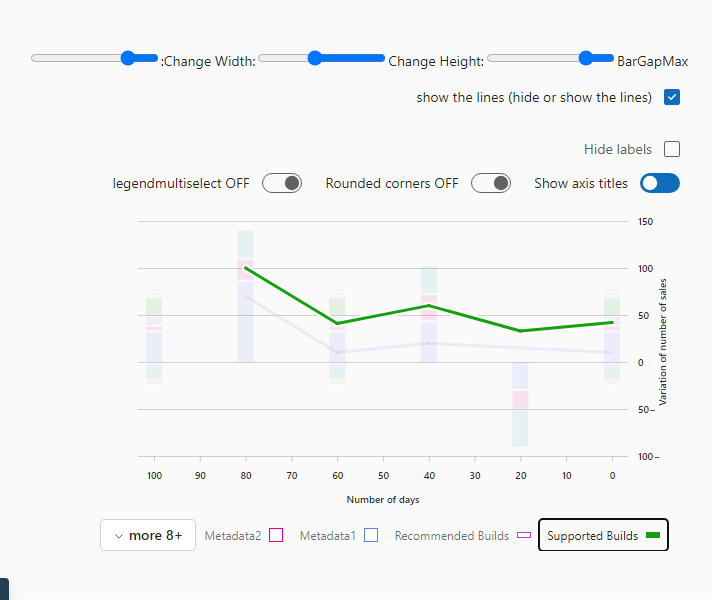 :Change Width: Change Height: BarGapMax
show the lines (hide or show the lines)
Hide labels
legendmultiselect OFF Rounded corners OFF Show axis titles
150
100
50
0
50–
100–
Variation of number of sales
100 90 80 70 60 50 40 30 20 10 0
Number of days
more 8+ Metadata2 Metadata1 Recommended Builds Supported Builds